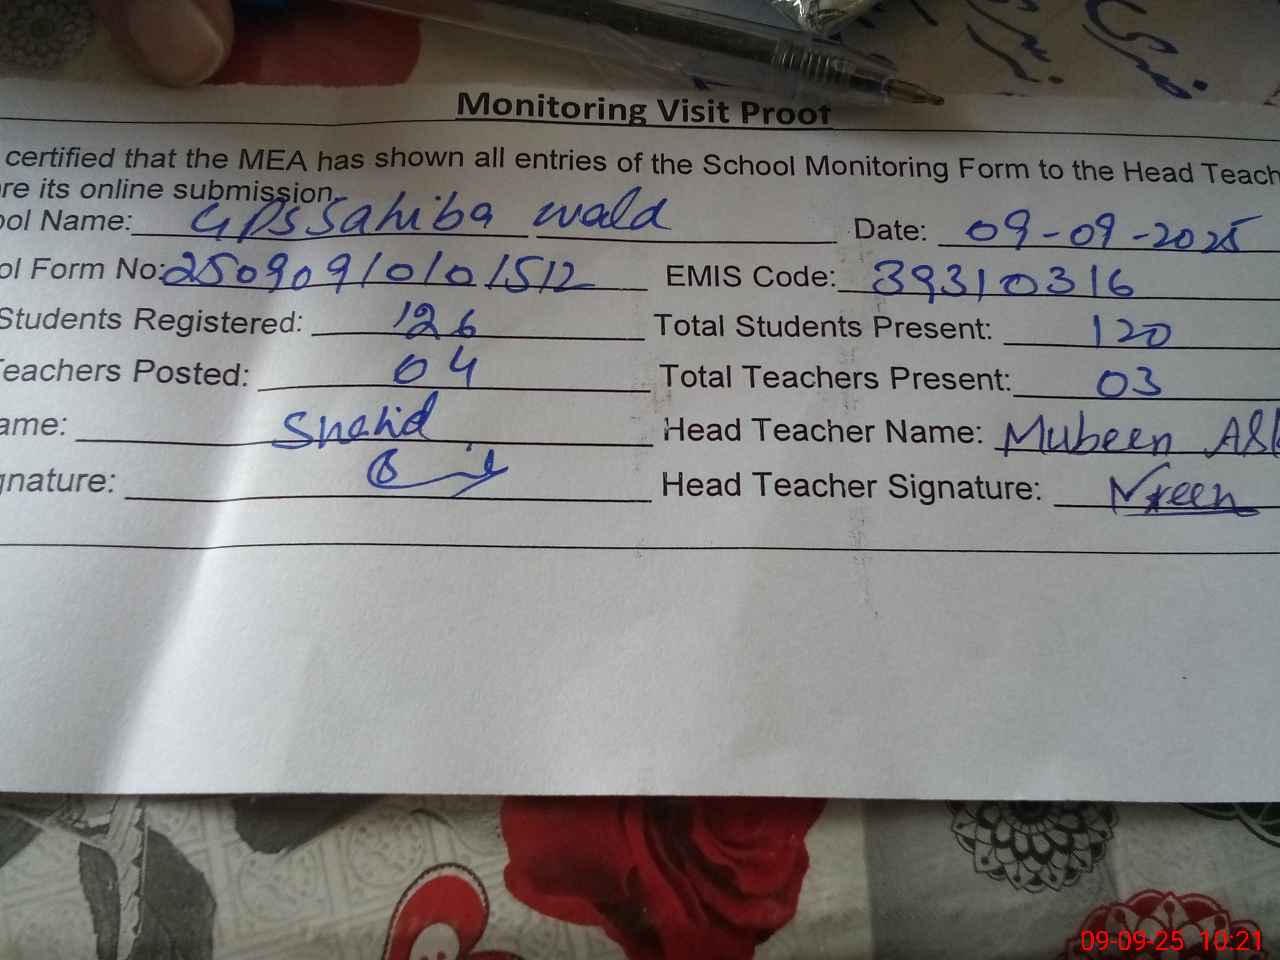 Monitoring Visit Proof
certified that the MEA has shown all entries of the School Monitoring Form to the Head Teach
re its online submission.
ool Name: GPS Sahiba wala Date: 09-09-2025
ol Form No: 25090910101512 EMIS Code: 39310316
Students Registered: 126 Total Students Present: 120
eachers Posted: 04 Total Teachers Present: 03
ame: Shahid Head Teacher Name: Mubeen
gnature: Head Teacher Signature:
09-09-25 10:21